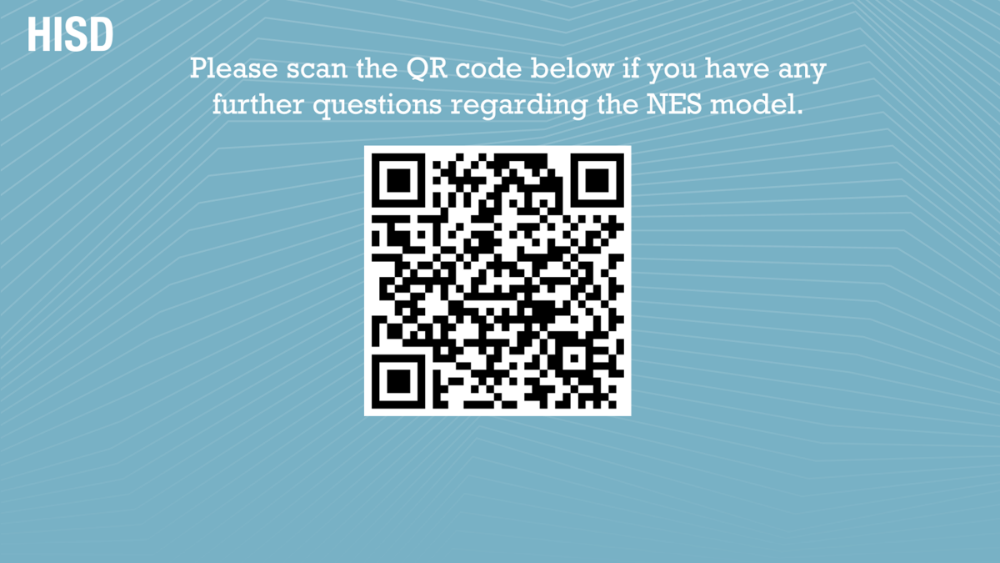 HISD
Please scan the QR code below if you have any
further questions regarding the NES model.